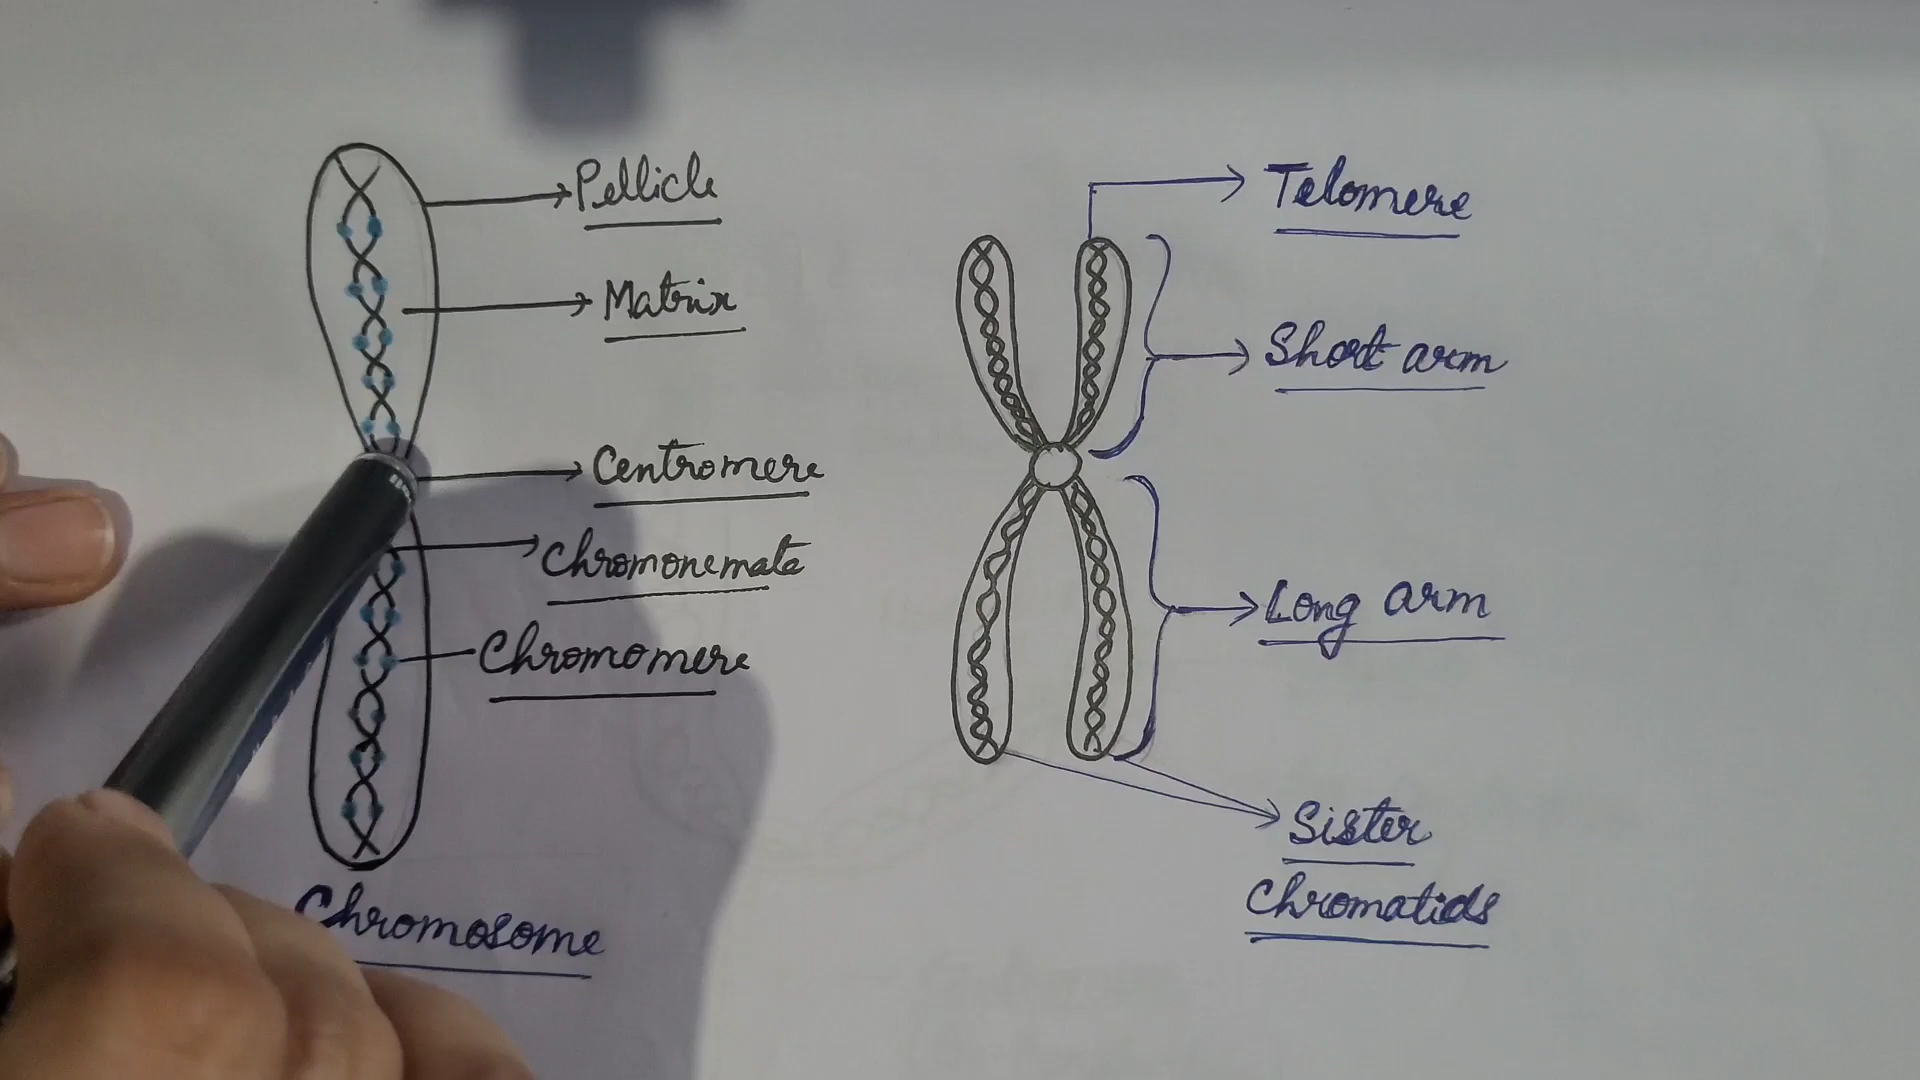 Pellicle
Matrix
Centromere
Chromonemata
Chromomere
Chromosome
Telomere
Short arm
Long arm
Sister
Chromatids